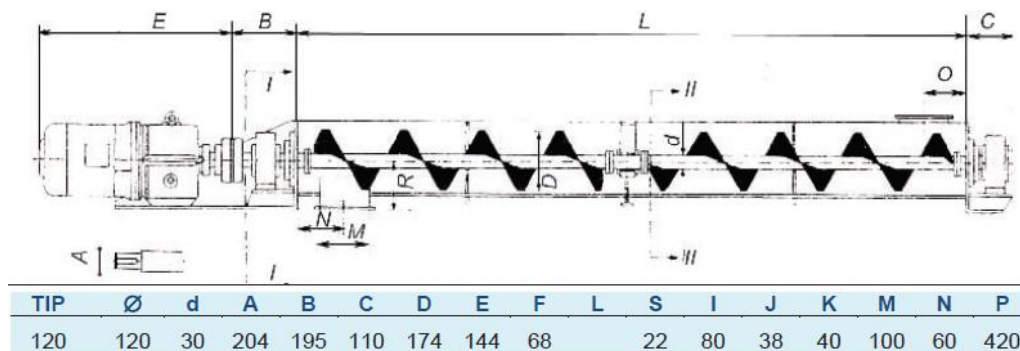 E B L C
I II O
d
R D
N
M
A
I II
TIP Ø d A B C D E F L S I J K M N P
120 120 30 204 195 110 174 144 68 22 80 38 40 100 60 420